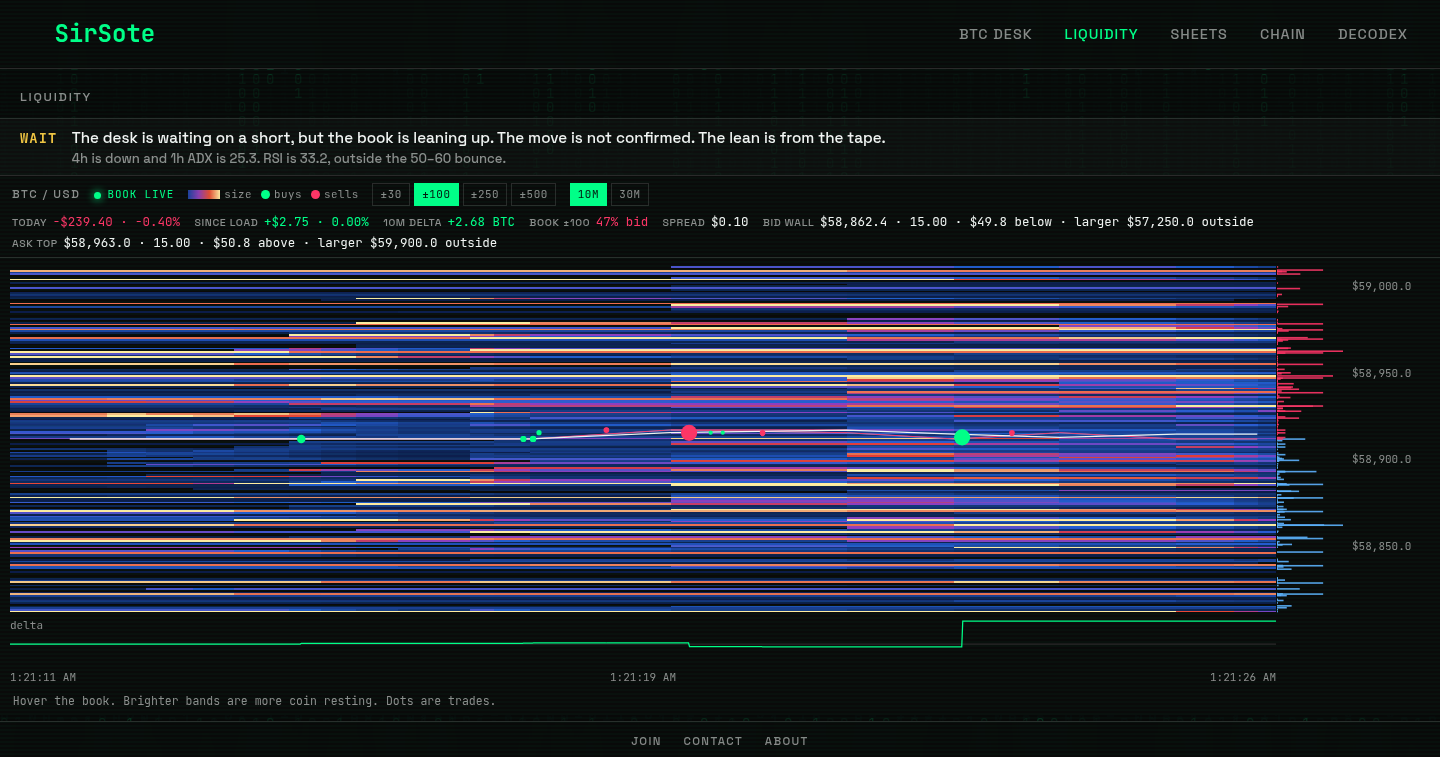 SirSote
BTC DESK LIQUIDITY SHEETS CHAIN DECODEX
LIQUIDITY
WAIT The desk is waiting on a short, but the book is leaning up. The move is not confirmed. The lean is from the tape.
4h is down and 1h ADX is 25.3. RSI is 33.2, outside the 50–60 bounce.
BTC / USD BOOK LIVE size buys sells ±30 ±100 ±250 ±500 10M 30M
TODAY -$239.40 · -0.40% SINCE LOAD +$2.75 · 0.00% 10M DELTA +2.68 BTC BOOK ±100 47% bid SPREAD $0.10 BID WALL $58,862.4 · 15.00 · $49.8 below · larger $57,250.0 outside
ASK TOP $58,963.0 · 15.00 · $50.8 above · larger $59,900.0 outside
$59,000.0
$58,950.0
$58,900.0
$58,850.0
delta
1:21:11 AM 1:21:19 AM 1:21:26 AM
Hover the book. Brighter bands are more coin resting. Dots are trades.
JOIN CONTACT ABOUT